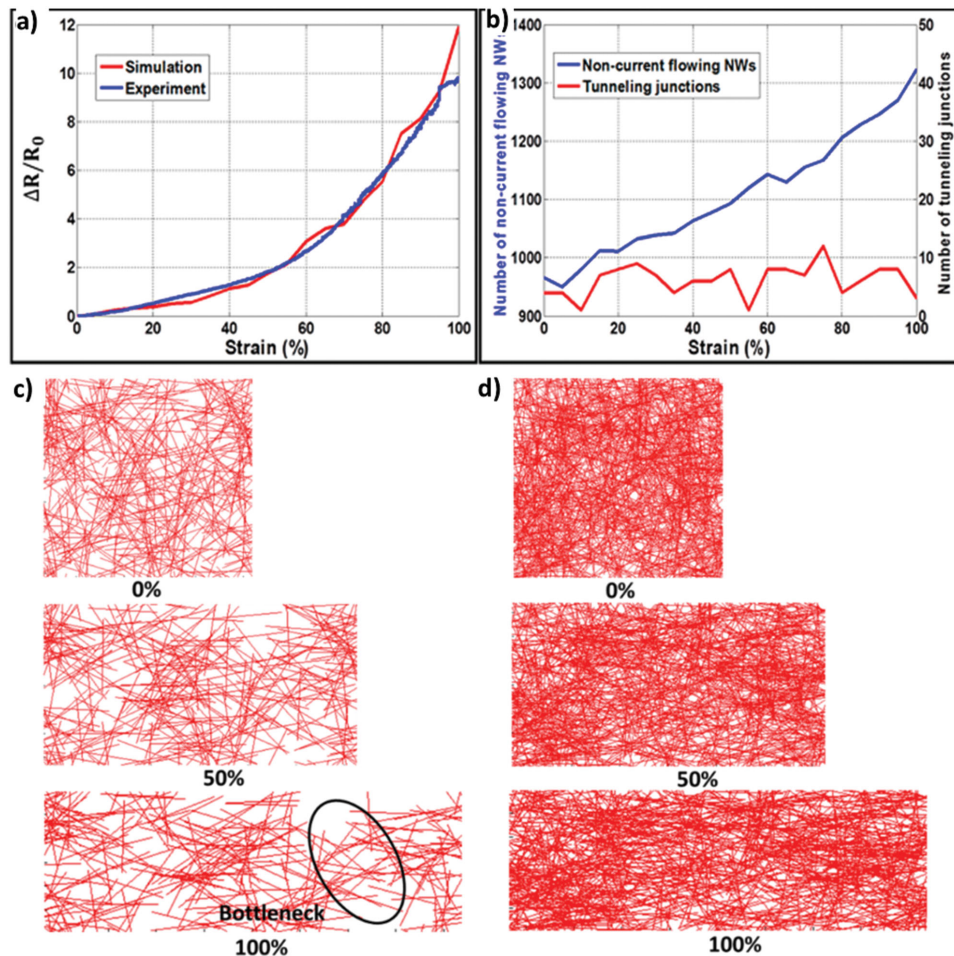 a)
12
10
8
6
4
2
0
ΔR/R0
Simulation
Experiment
0 20 40 60 80 100
Strain (%)
b)
1400
1300
1200
1100
1000
900
Number of non-current flowing NWs
Non-current flowing NWs
Tunneling junctions
50
40
30
20
10
0
Number of tunneling junctions
0 20 40 60 80 100
Strain (%)
c)
0%
50%
Bottleneck
100%
d)
0%
50%
100%